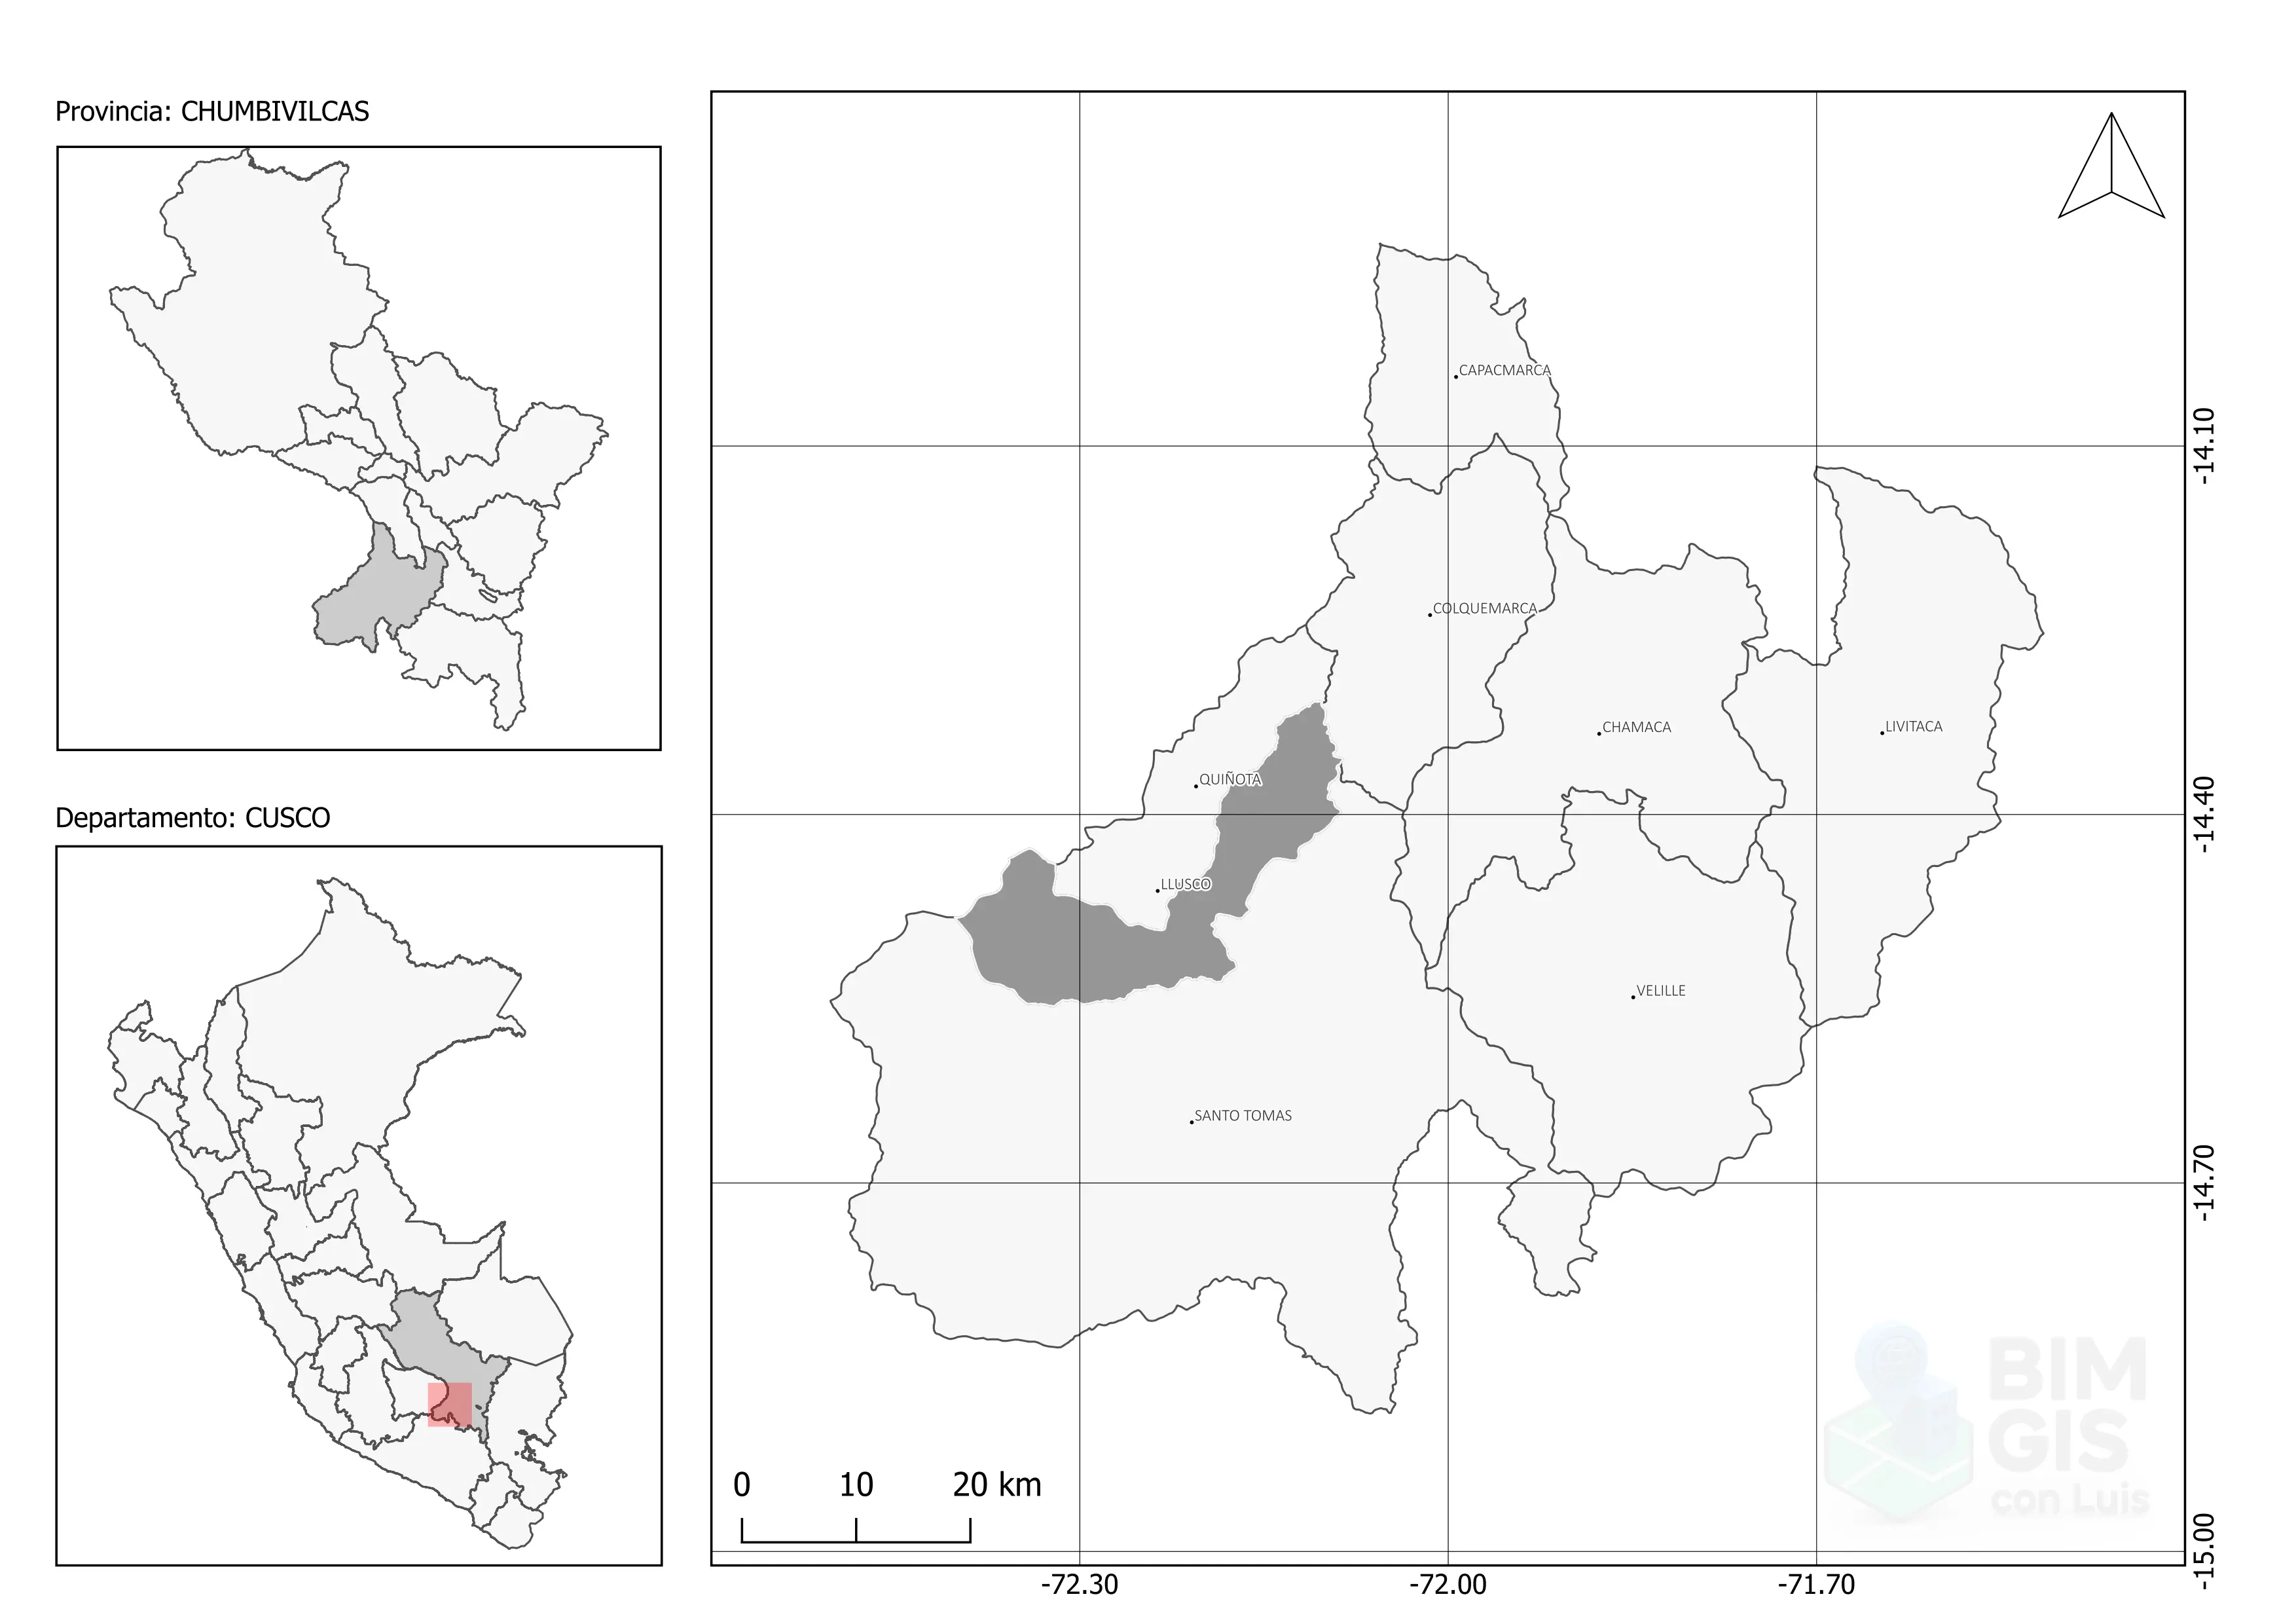 Provincia: CHUMBIVILCAS
Departamento: CUSCO
CAPACMARCA
COLQUEMARCA
CHAMACA
LIVITACA
QUIÑOTA
LLUSCO
VELILLE
SANTO TOMAS
-14.10
-14.40
-14.70
-15.00
0 10 20 km
-72.30 -72.00 -71.70
BIM
GIS
con Luis